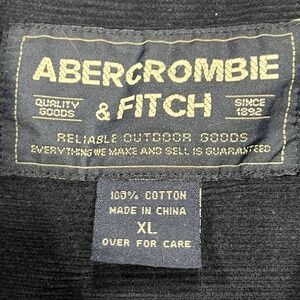 ABERCROMBIE
QUALITY GOODS & FITCH SINCE 1892
RELIABLE OUTDOOR GOODS
EVERYTHING WE MAKE AND SELL IS GUARANTEED
100% COTTON
MADE IN CHINA
XL
OVER FOR CARE